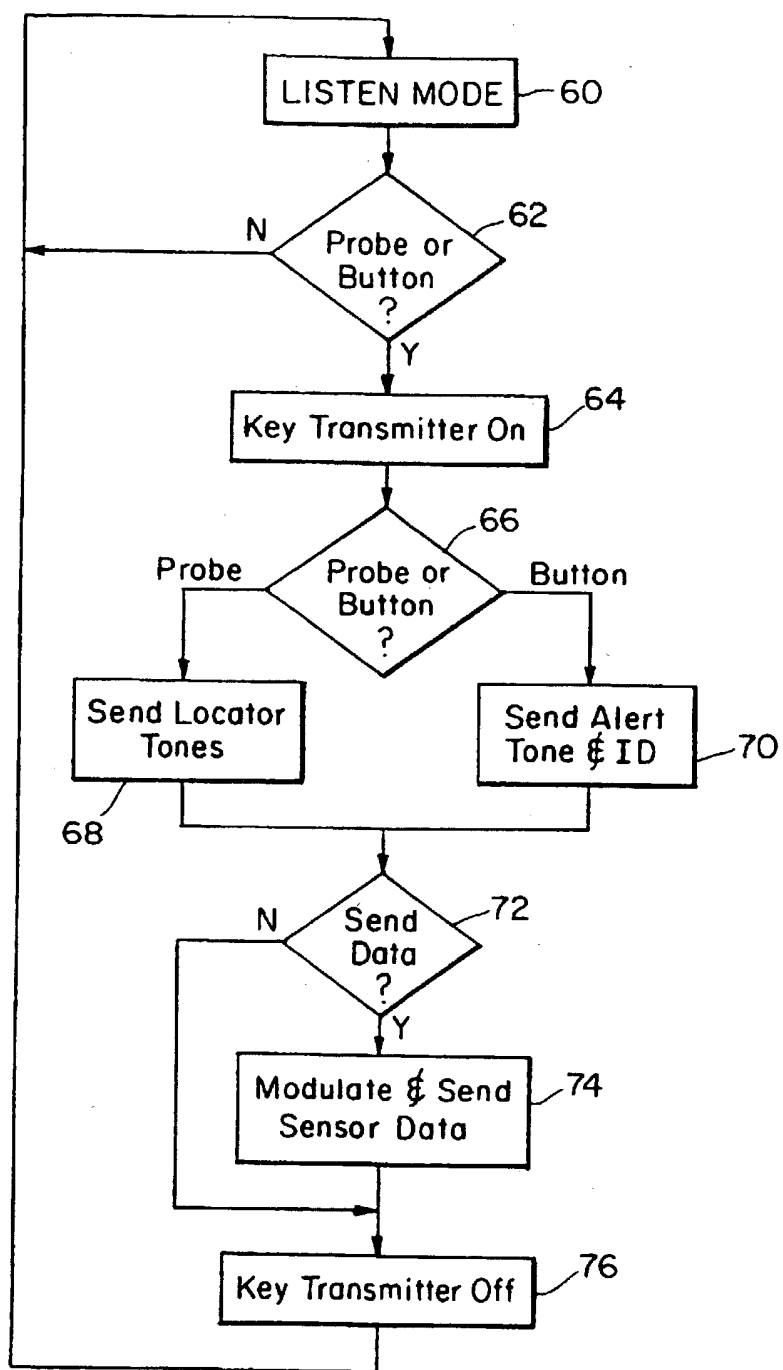 LISTEN MODE
60
N
62
Probe or
Button
?
Y
64
Key Transmitter On
66
Probe
Probe or
Button
?
Button
Send Locator
Tones
68
Send Alert
Tone & ID
70
N
72
Send
Data
?
Y
Modulate & Send
Sensor Data
74
Key Transmitter Off
76